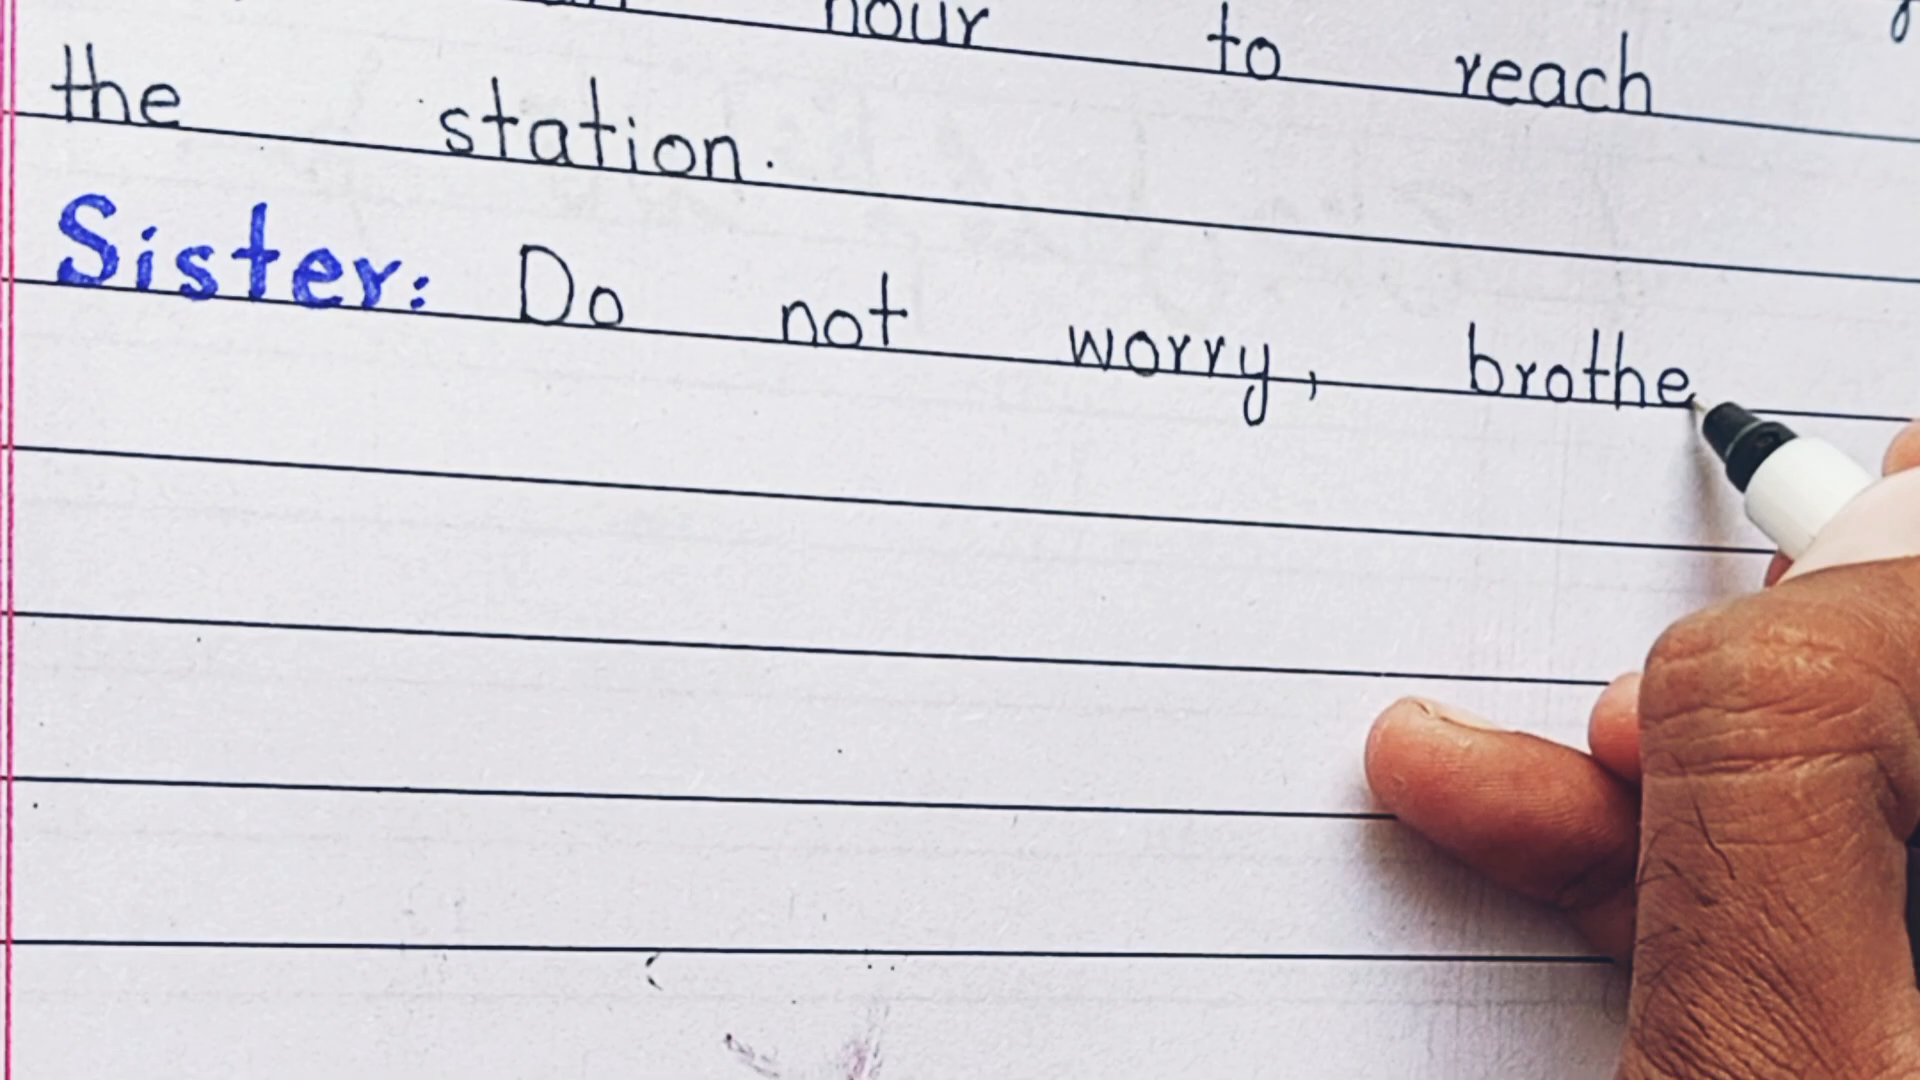 hour to reach
the station.
Sister: Do not worry, brothe